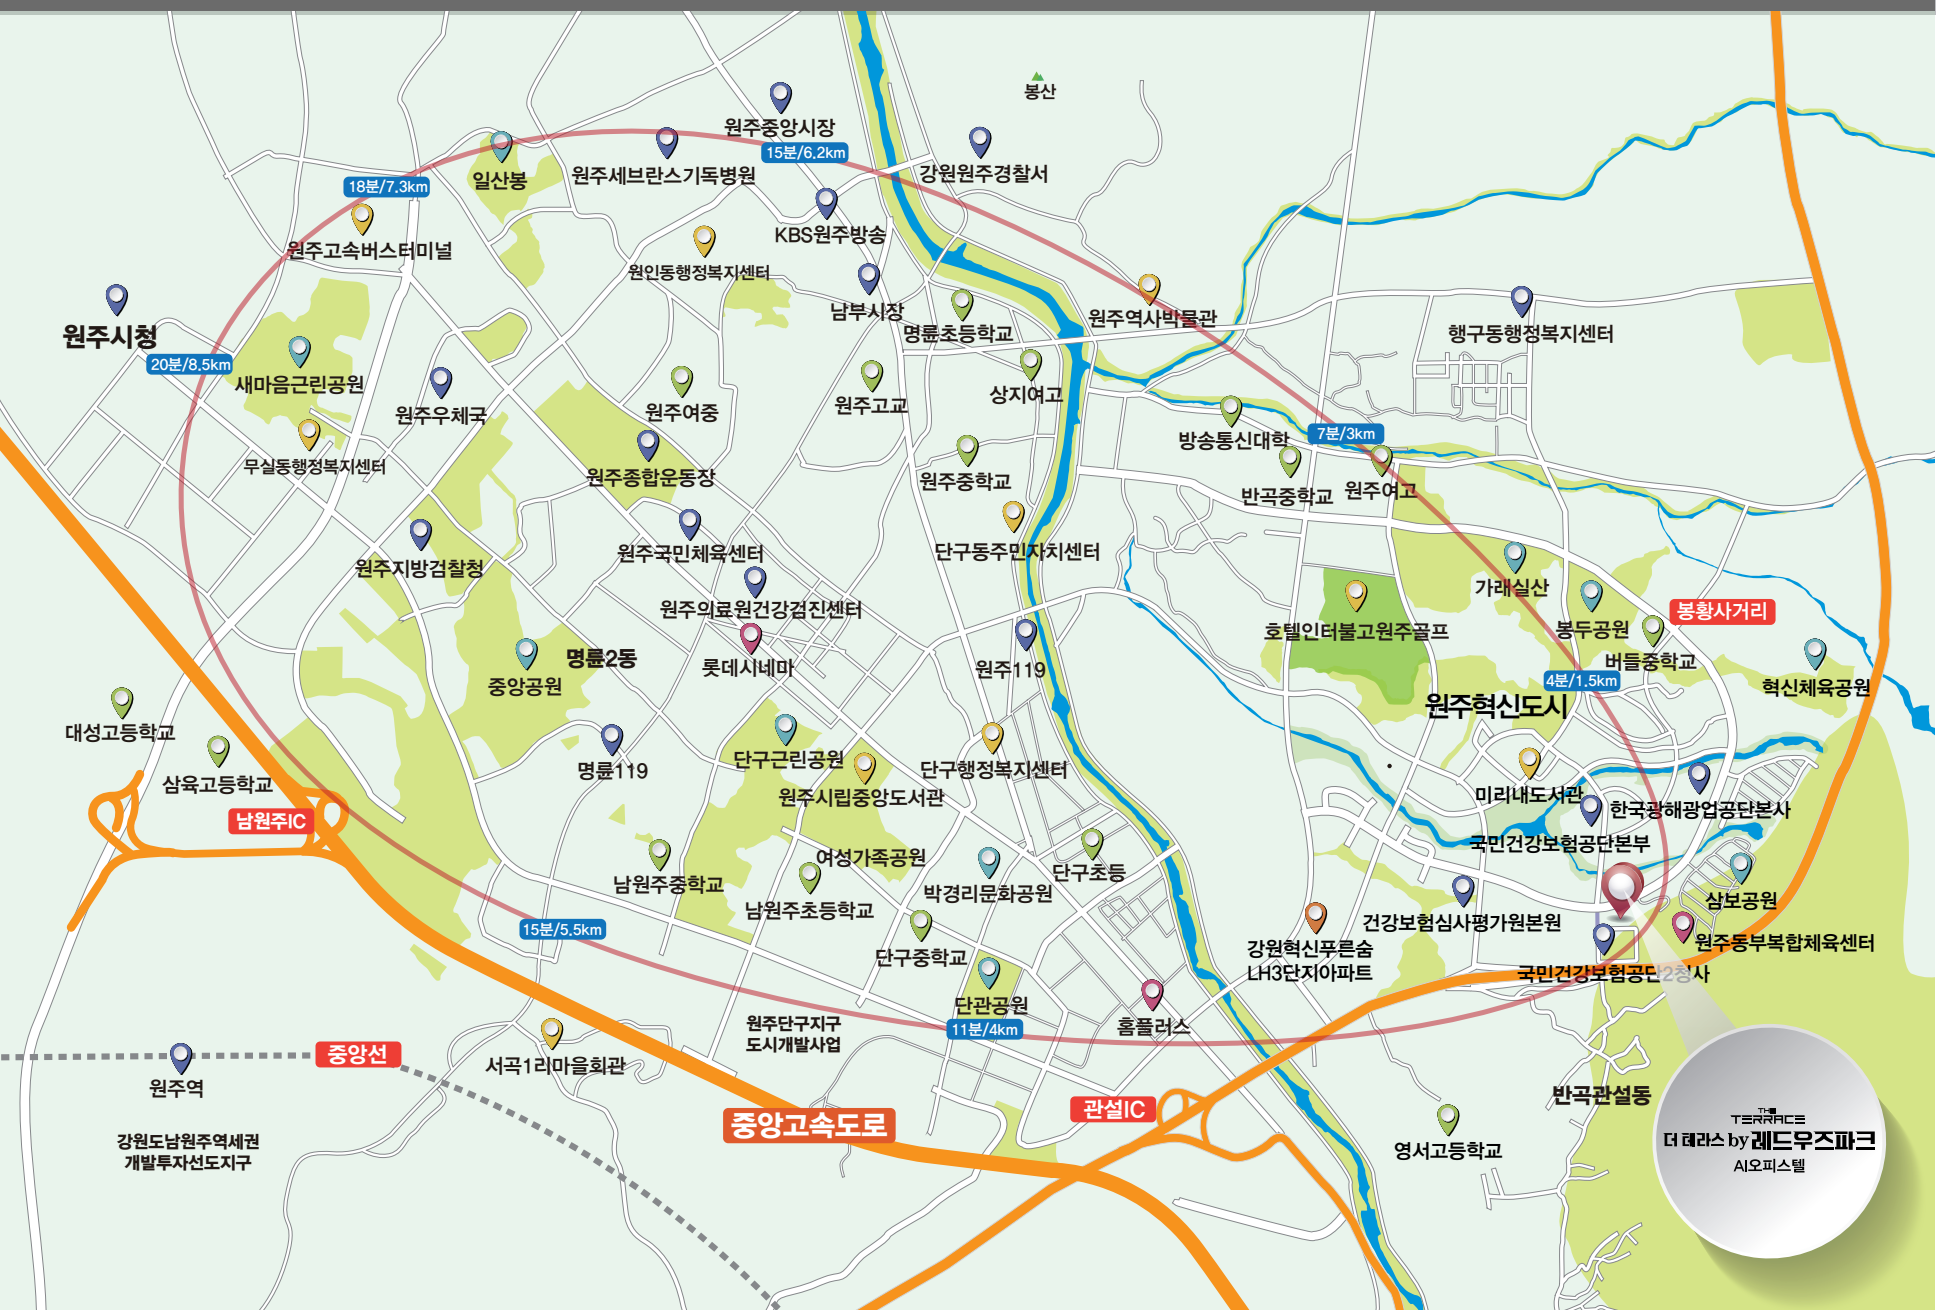 봉산
원주중앙시장
15분/6.2km
강원원주경찰서
일산봉
원주세브란스기독병원
18분/7.3km
원주고속버스터미널
KBS원주방송
원인동행정복지센터
남부시장
명륜초등학교
원주역사박물관
행구동행정복지센터
원주시청
20분/8.5km
새마음근린공원
원주우체국
원주여중
원주고교
상지여고
방송통신대학
7분/3km
무실동행정복지센터
원주종합운동장
원주중학교
반곡중학교
원주여고
원주지방검찰청
원주국민체육센터
단구동주민자치센터
가래실산
원주의료원건강검진센터
봉황사거리
호텔인터불고원주골프
봉두공원
버들중학교
명륜2동
중앙공원
롯데시네마
원주119
4분/1.5km
혁신체육공원
원주혁신도시
대성고등학교
삼육고등학교
명륜119
단구근린공원
단구행정복지센터
원주시립중앙도서관
미리내도서관
한국광해광업공단본사
남원주IC
국민건강보험공단본부
여성가족공원
남원주중학교
박경리문화공원
단구초등
남원주초등학교
삼보공원
건강보험심사평가원본원
15분/5.5km
단구중학교
강원혁신푸른숨
LH3단지아파트
원주동부복합체육센터
국민건강보험공단2청사
단관공원
11분/4km
홈플러스
원주단구지구
도시개발사업
중앙선
서곡1리마을회관
원주역
반곡관설동
관설IC
중앙고속도로
강원도남원주역세권
개발투자선도지구
영서고등학교
THE
TERRACE
더 테라스 by 레드우즈파크
AI오피스텔